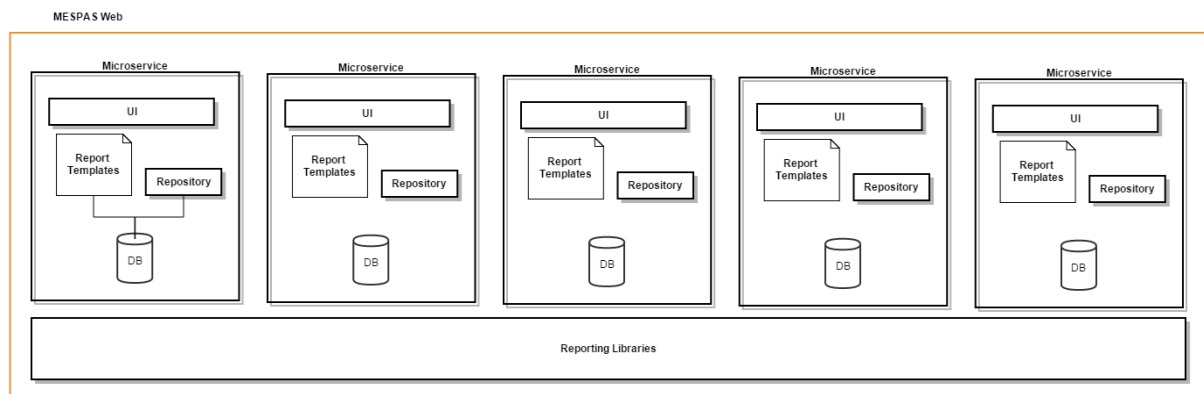 MESPAS Web
Microservice
UI
Report
Templates
Repository
DB
Microservice
UI
Report
Templates
Repository
DB
Microservice
UI
Report
Templates
Repository
DB
Microservice
UI
Report
Templates
Repository
DB
Microservice
UI
Report
Templates
Repository
DB
Reporting Libraries